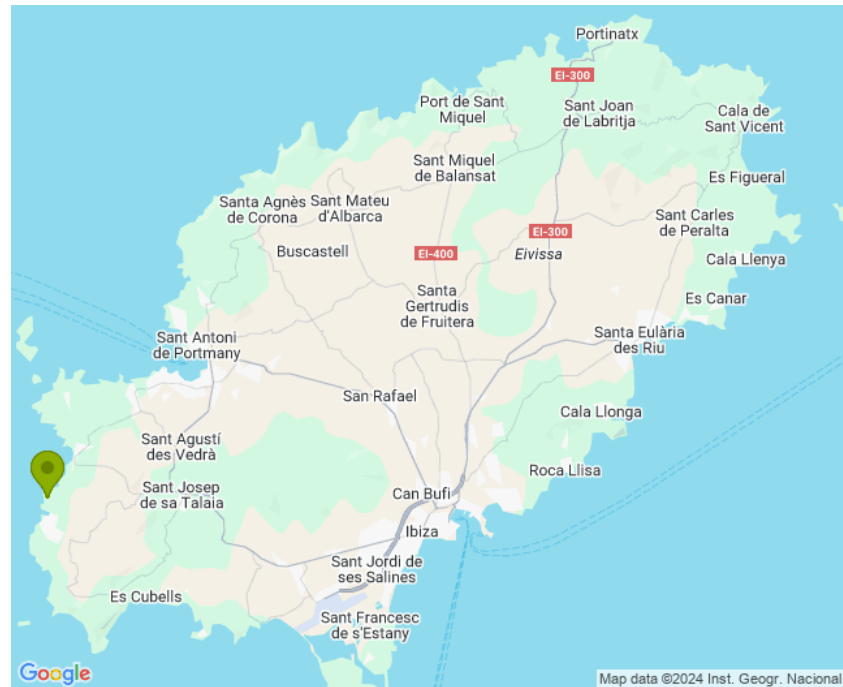 Portinatx
EI-300
Port de Sant
Miquel
Sant Joan
de Labritja
Cala de
Sant Vicent
Sant Miquel
de Balansat
Es Figueral
Santa Agnès
de Corona
Sant Mateu
d'Albarca
Sant Carles
de Peralta
EI-300
Buscastell
EI-400
Eivissa
Cala Llenya
Santa
Gertrudis
de Fruitera
Es Canar
Sant Antoni
de Portmany
Santa Eulària
des Riu
San Rafael
Cala Llonga
Sant Agustí
des Vedrà
Roca Llisa
Sant Josep
de sa Talaia
Can Bufi
Ibiza
Sant Jordi de
ses Salines
Es Cubells
Sant Francesc
de s'Estany
Google
Map data ©2024 Inst. Geogr. Nacional